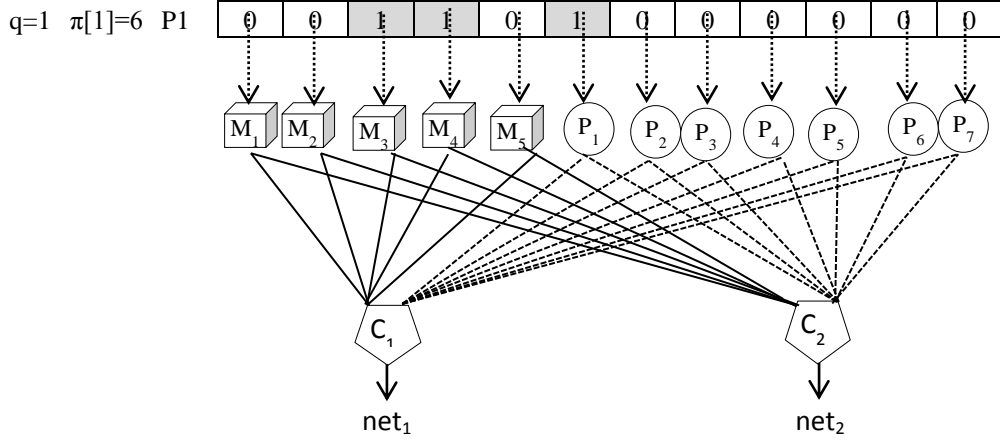 q=1 π[1]=6 P1 0 0 1 1 0 1 0 0 0 0 0 0
M1 M2 M3 M4 M5 P1 P2 P3 P4 P5 P6 P7
C1 C2
net1 net2